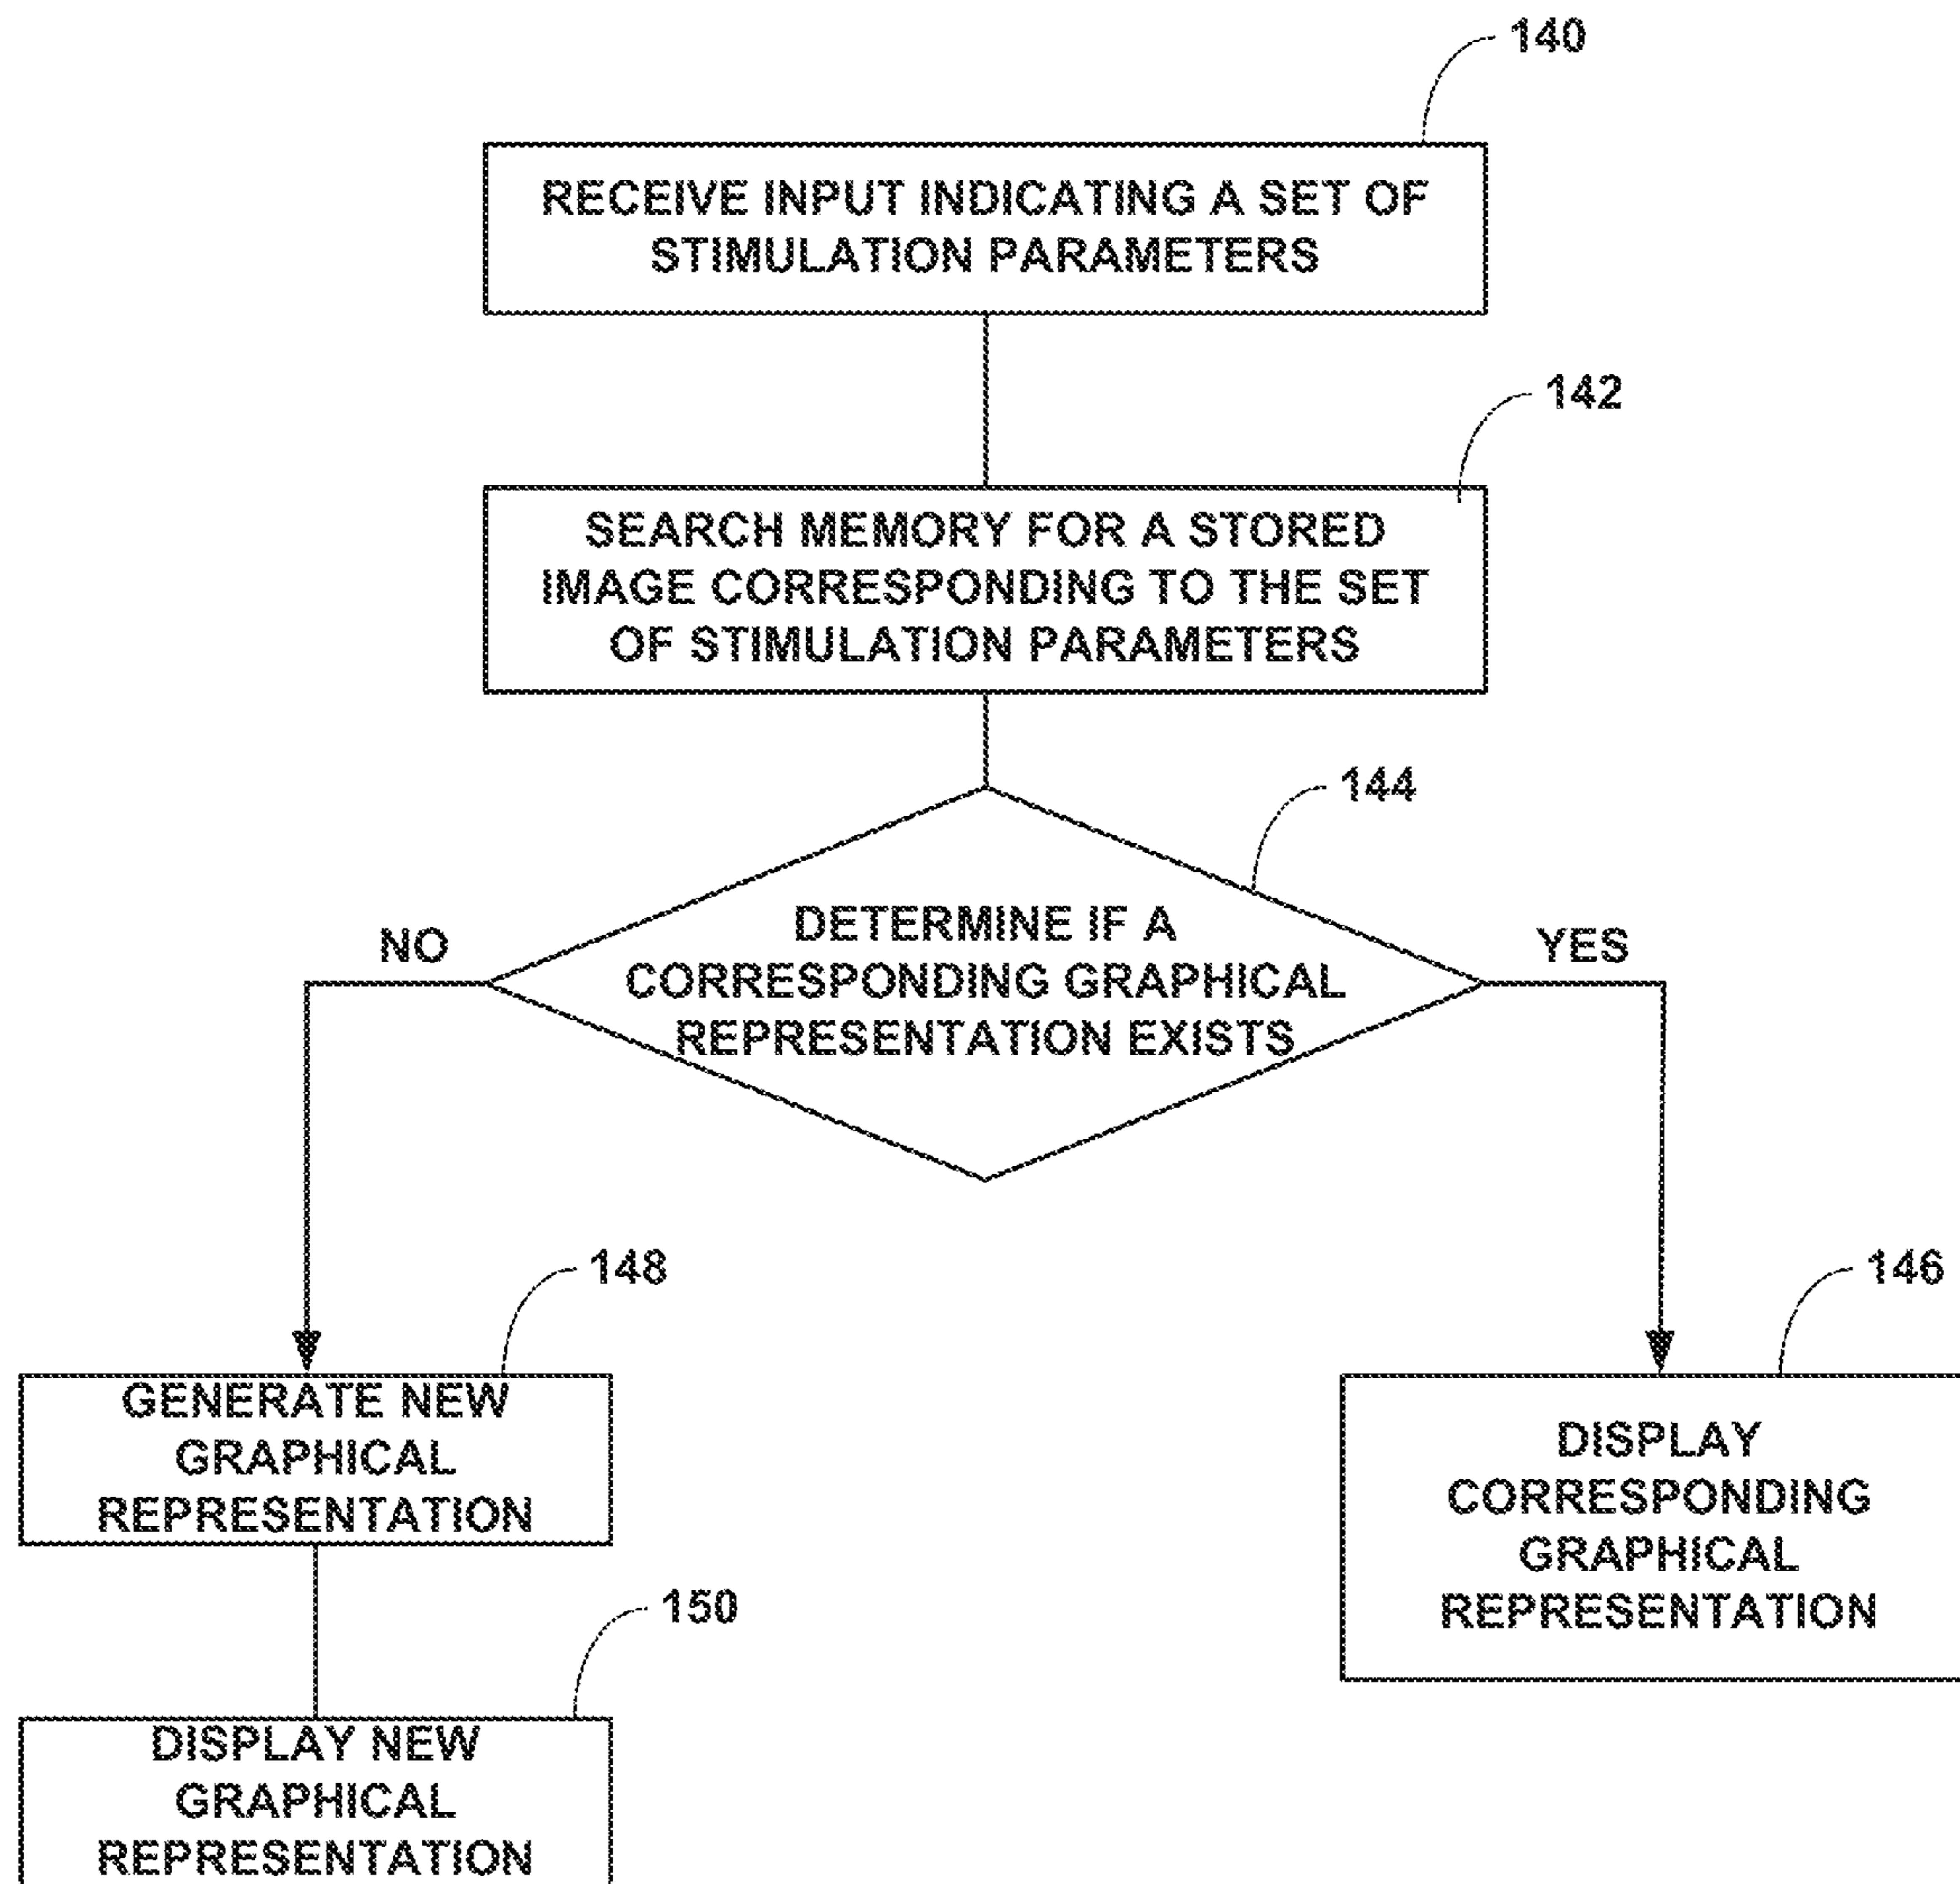 140
RECEIVE INPUT INDICATING A SET OF
STIMULATION PARAMETERS
142
SEARCH MEMORY FOR A STORED
IMAGE CORRESPONDING TO THE SET
OF STIMULATION PARAMETERS
144
DETERMINE IF A
CORRESPONDING GRAPHICAL
REPRESENTATION EXISTS
NO
YES
148
GENERATE NEW
GRAPHICAL
REPRESENTATION
146
DISPLAY
CORRESPONDING
GRAPHICAL
REPRESENTATION
150
DISPLAY NEW
GRAPHICAL
REPRESENTATION